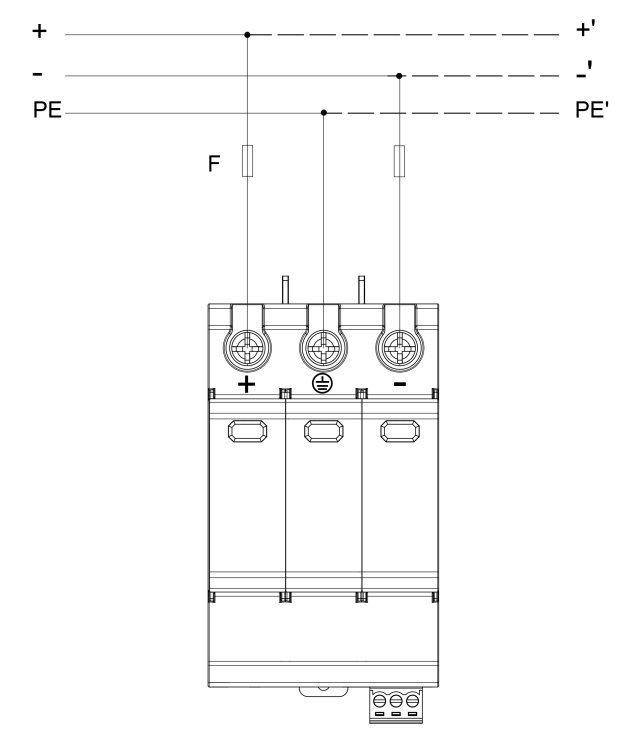 + +'
- -'
PE PE'
F
+ ⏚ -